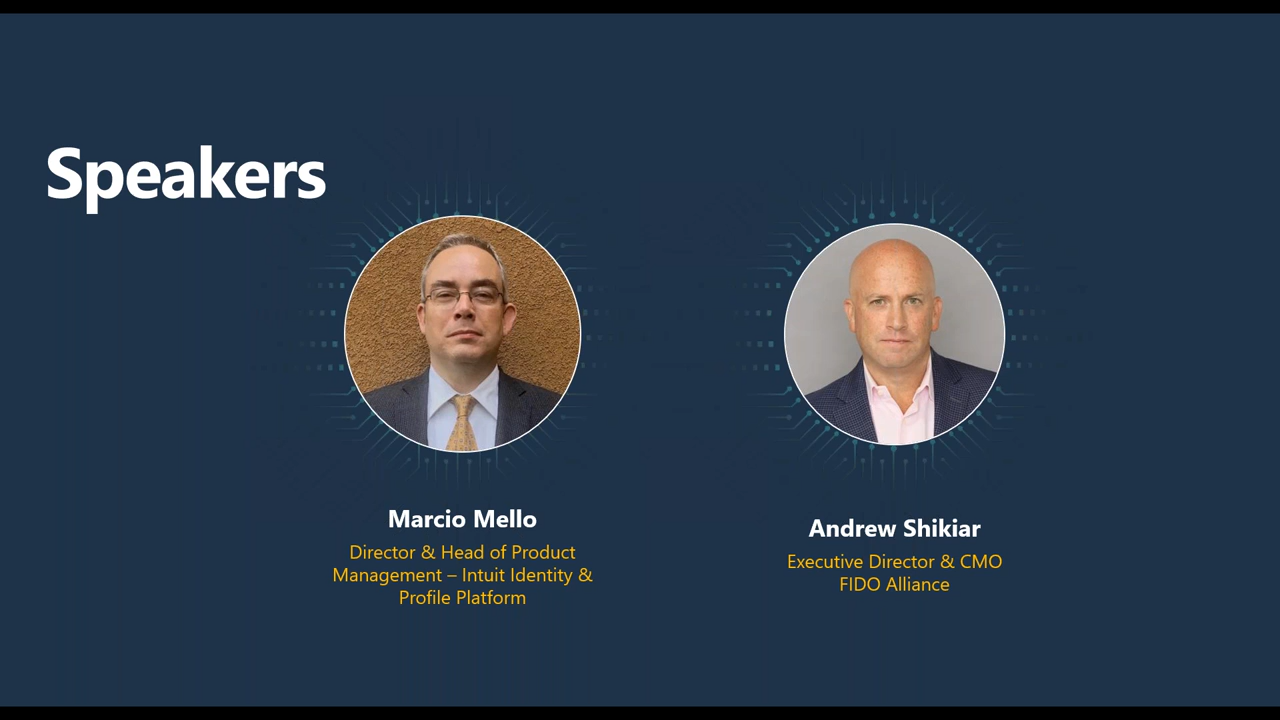 Speakers
Marcio Mello
Director & Head of Product
Management – Intuit Identity &
Profile Platform
Andrew Shikiar
Executive Director & CMO
FIDO Alliance